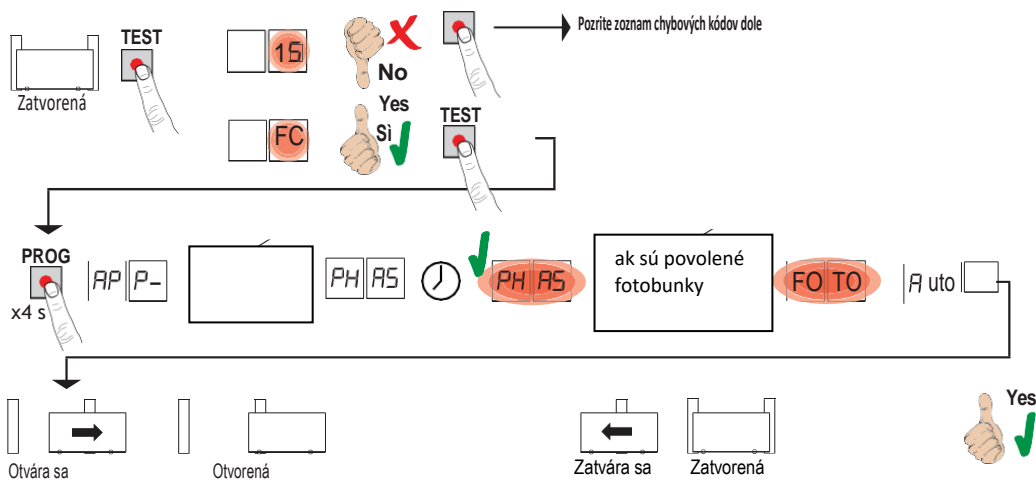 TEST
Zatvorená
15
No
Pozrite zoznam chybových kódov dole
FC
Yes
Sì
TEST
PROG
x4 s
AP P-
PH AS
PH AS
ak sú povolené
fotobunky
FO TO
A uto
Otvára sa
Otvorená
Zatvára sa
Zatvorená
Yes